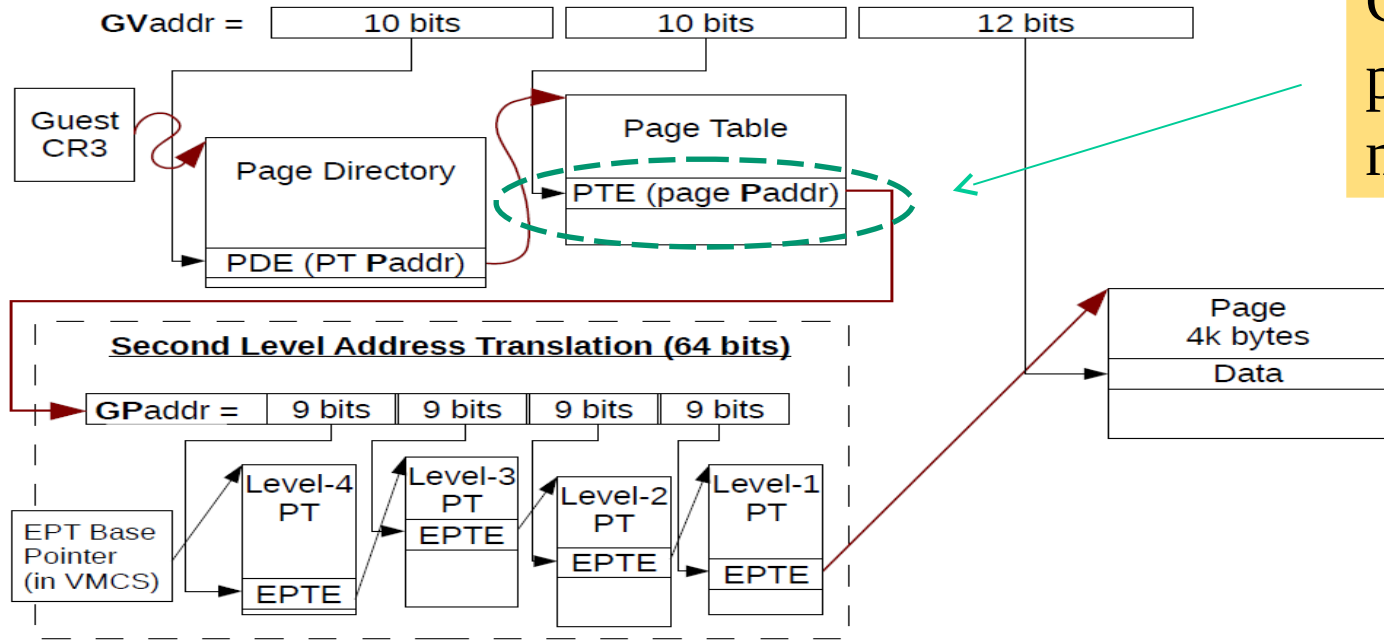 GVaddr =
10 bits
10 bits
12 bits
Guest
CR3
Page Directory
PDE (PT Paddr)
Page Table
PTE (page Paddr)
Page
4k bytes
Data
Second Level Address Translation (64 bits)
GPaddr =
9 bits
9 bits
9 bits
9 bits
EPT Base
Pointer
(in VMCS)
Level-4
PT
EPTE
Level-3
PT
EPTE
Level-2
PT
EPTE
Level-1
PT
EPTE